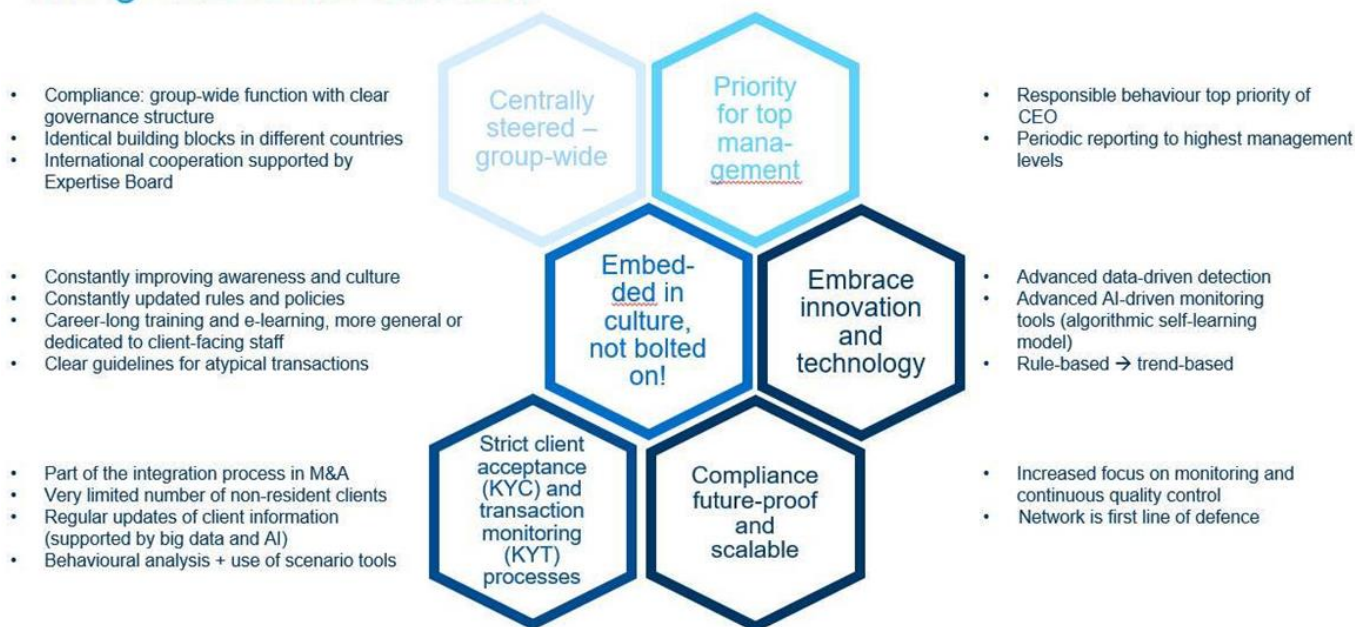 • Compliance: group-wide function with clear
governance structure
• Identical building blocks in different countries
• International cooperation supported by
Expertise Board
Centrally
steered –
group-wide
Priority
for top
mana-
gement
• Responsible behaviour top priority of
CEO
• Periodic reporting to highest management
levels
• Constantly improving awareness and culture
• Constantly updated rules and policies
• Career-long training and e-learning, more general or
dedicated to client-facing staff
• Clear guidelines for atypical transactions
Embed-
ded in
culture,
not bolted
on!
Embrace
innovation
and
technology
• Advanced data-driven detection
• Advanced AI-driven monitoring
tools (algorithmic self-learning
model)
• Rule-based → trend-based
• Part of the integration process in M&A
• Very limited number of non-resident clients
• Regular updates of client information
(supported by big data and AI)
• Behavioural analysis + use of scenario tools
Strict client
acceptance
(KYC) and
transaction
monitoring
(KYT)
processes
Compliance
future-proof
and
scalable
• Increased focus on monitoring and
continuous quality control
• Network is first line of defence